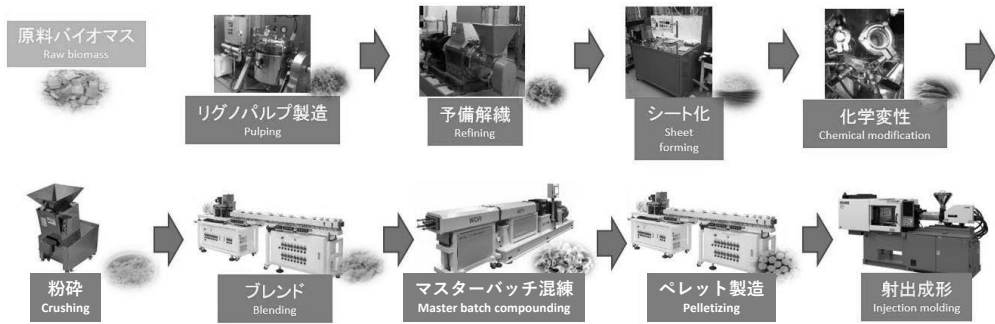 原料バイオマス
Raw biomass
リグノパルプ製造
Pulping
予備解繊
Refining
シート化
Sheet
forming
化学変性
Chemical modification
粉砕
Crushing
ブレンド
Blending
マスターバッチ混練
Master batch compounding
ペレット製造
Pelletizing
射出成形
Injection molding